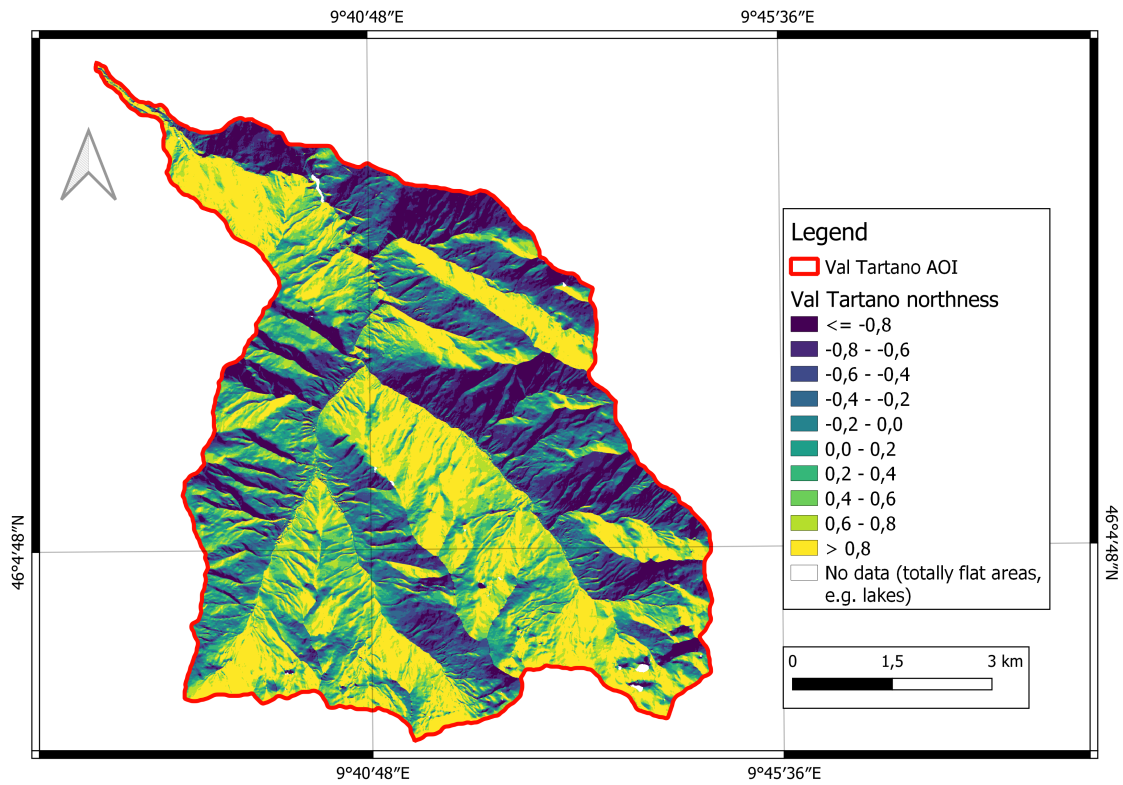 9°40′48″E
9°45′36″E
Legend
Val Tartano AOI
Val Tartano northness
<= -0,8
-0,8 - -0,6
-0,6 - -0,4
-0,4 - -0,2
-0,2 - 0,0
0,0 - 0,2
0,2 - 0,4
0,4 - 0,6
0,6 - 0,8
> 0,8
No data (totally flat areas,
e.g. lakes)
46°4′48″N
46°4′48″N
0 1,5 3 km
9°40′48″E
9°45′36″E